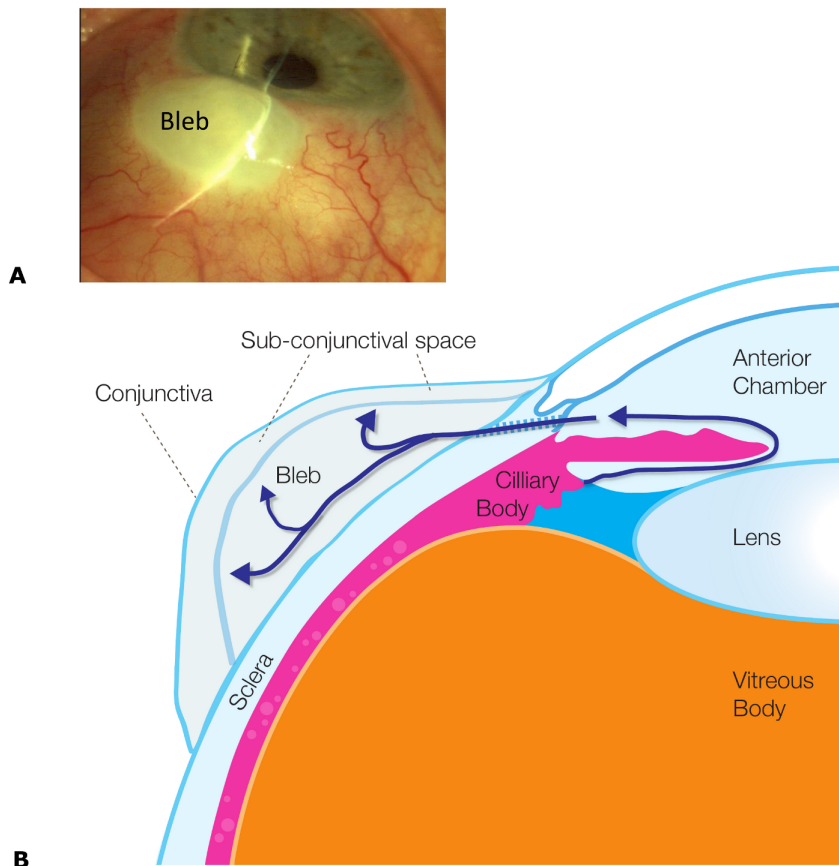 Bleb
A
Sub-conjunctival space
Conjunctiva
Anterior
Chamber
Bleb
Cilliary
Body
Lens
Sclera
Vitreous
Body
B